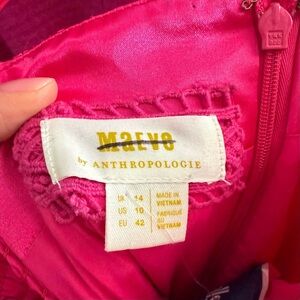 Maeve
BY ANTHROPOLOGIE
UK 14
US 10
EU 42
MADE IN
VIETNAM
FABRIQUÉ
AU
VIETNAM